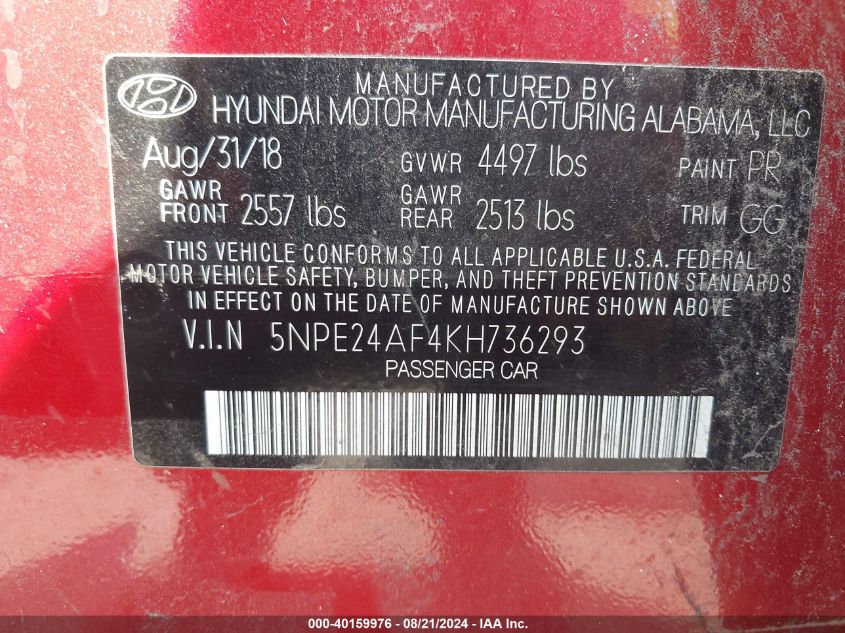 MANUFACTURED BY
HYUNDAI MOTOR MANUFACTURING ALABAMA, LLC
Aug/31/18 GVWR 4497 lbs PAINT PR
GAWR FRONT 2557 lbs GAWR REAR 2513 lbs TRIM GG
THIS VEHICLE CONFORMS TO ALL APPLICABLE U.S.A. FEDERAL
MOTOR VEHICLE SAFETY, BUMPER, AND THEFT PREVENTION STANDARDS
IN EFFECT ON THE DATE OF MANUFACTURE SHOWN ABOVE
V.I.N 5NPE24AF4KH736293
PASSENGER CAR
000-40159976 - 08/21/2024 - IAA Inc.